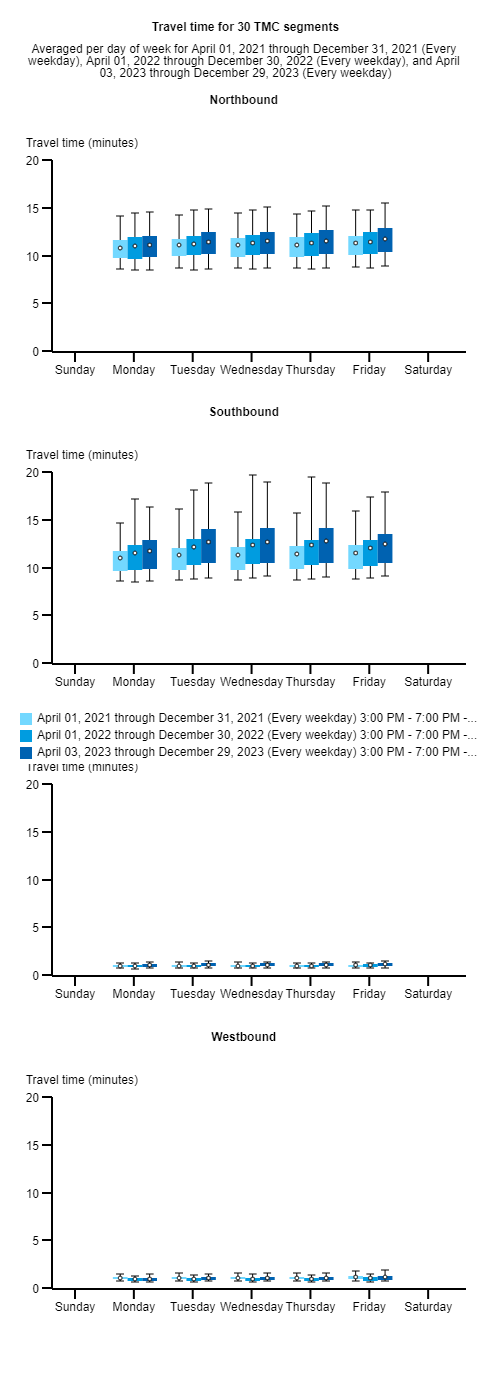 Travel time for 30 TMC segments
Averaged per day of week for April 01, 2021 through December 31, 2021 (Every
weekday), April 01, 2022 through December 30, 2022 (Every weekday), and April
03, 2023 through December 29, 2023 (Every weekday)
Northbound
Travel time (minutes)
20
15
10
5
0
Sunday Monday Tuesday Wednesday Thursday Friday Saturday
Southbound
Travel time (minutes)
20
15
10
5
0
Sunday Monday Tuesday Wednesday Thursday Friday Saturday
April 01, 2021 through December 31, 2021 (Every weekday) 3:00 PM - 7:00 PM -...
April 01, 2022 through December 30, 2022 (Every weekday) 3:00 PM - 7:00 PM -...
April 03, 2023 through December 29, 2023 (Every weekday) 3:00 PM - 7:00 PM -...
Travel time (minutes)
20
15
10
5
0
Sunday Monday Tuesday Wednesday Thursday Friday Saturday
Westbound
Travel time (minutes)
20
15
10
5
0
Sunday Monday Tuesday Wednesday Thursday Friday Saturday